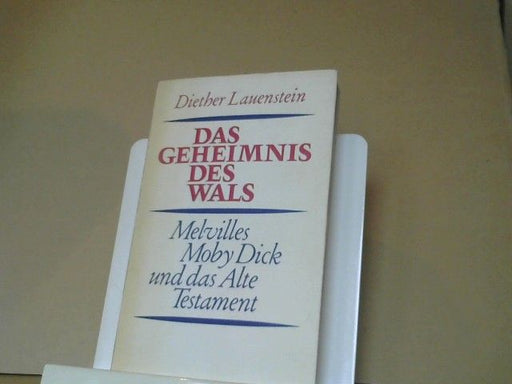 Diether Lauenstein
DAS
GEHEIMNIS
DES
WALS
Melvilles
Moby Dick
und das Alte
Testament